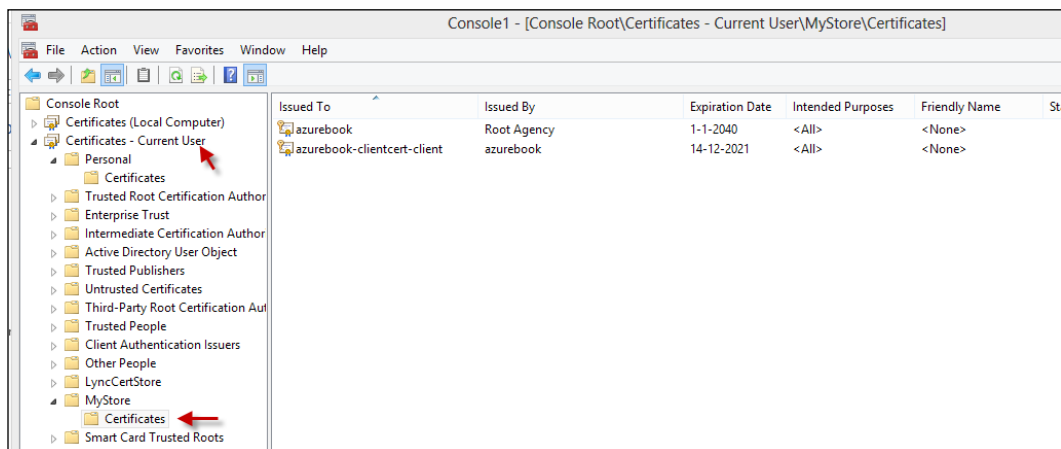 Console1 - [Console Root\Certificates - Current User\MyStore\Certificates]
File Action View Favorites Window Help
Console Root
Certificates (Local Computer)
Certificates - Current User
Personal
Certificates
Trusted Root Certification Author
Enterprise Trust
Intermediate Certification Author
Active Directory User Object
Trusted Publishers
Untrusted Certificates
Third-Party Root Certification Aut
Trusted People
Client Authentication Issuers
Other People
LyncCertStore
MyStore
Certificates
Smart Card Trusted Roots
Issued To Issued By Expiration Date Intended Purposes Friendly Name St
azurebook Root Agency 1-1-2040 <All> <None>
azurebook-clientcert-client azurebook 14-12-2021 <All> <None>